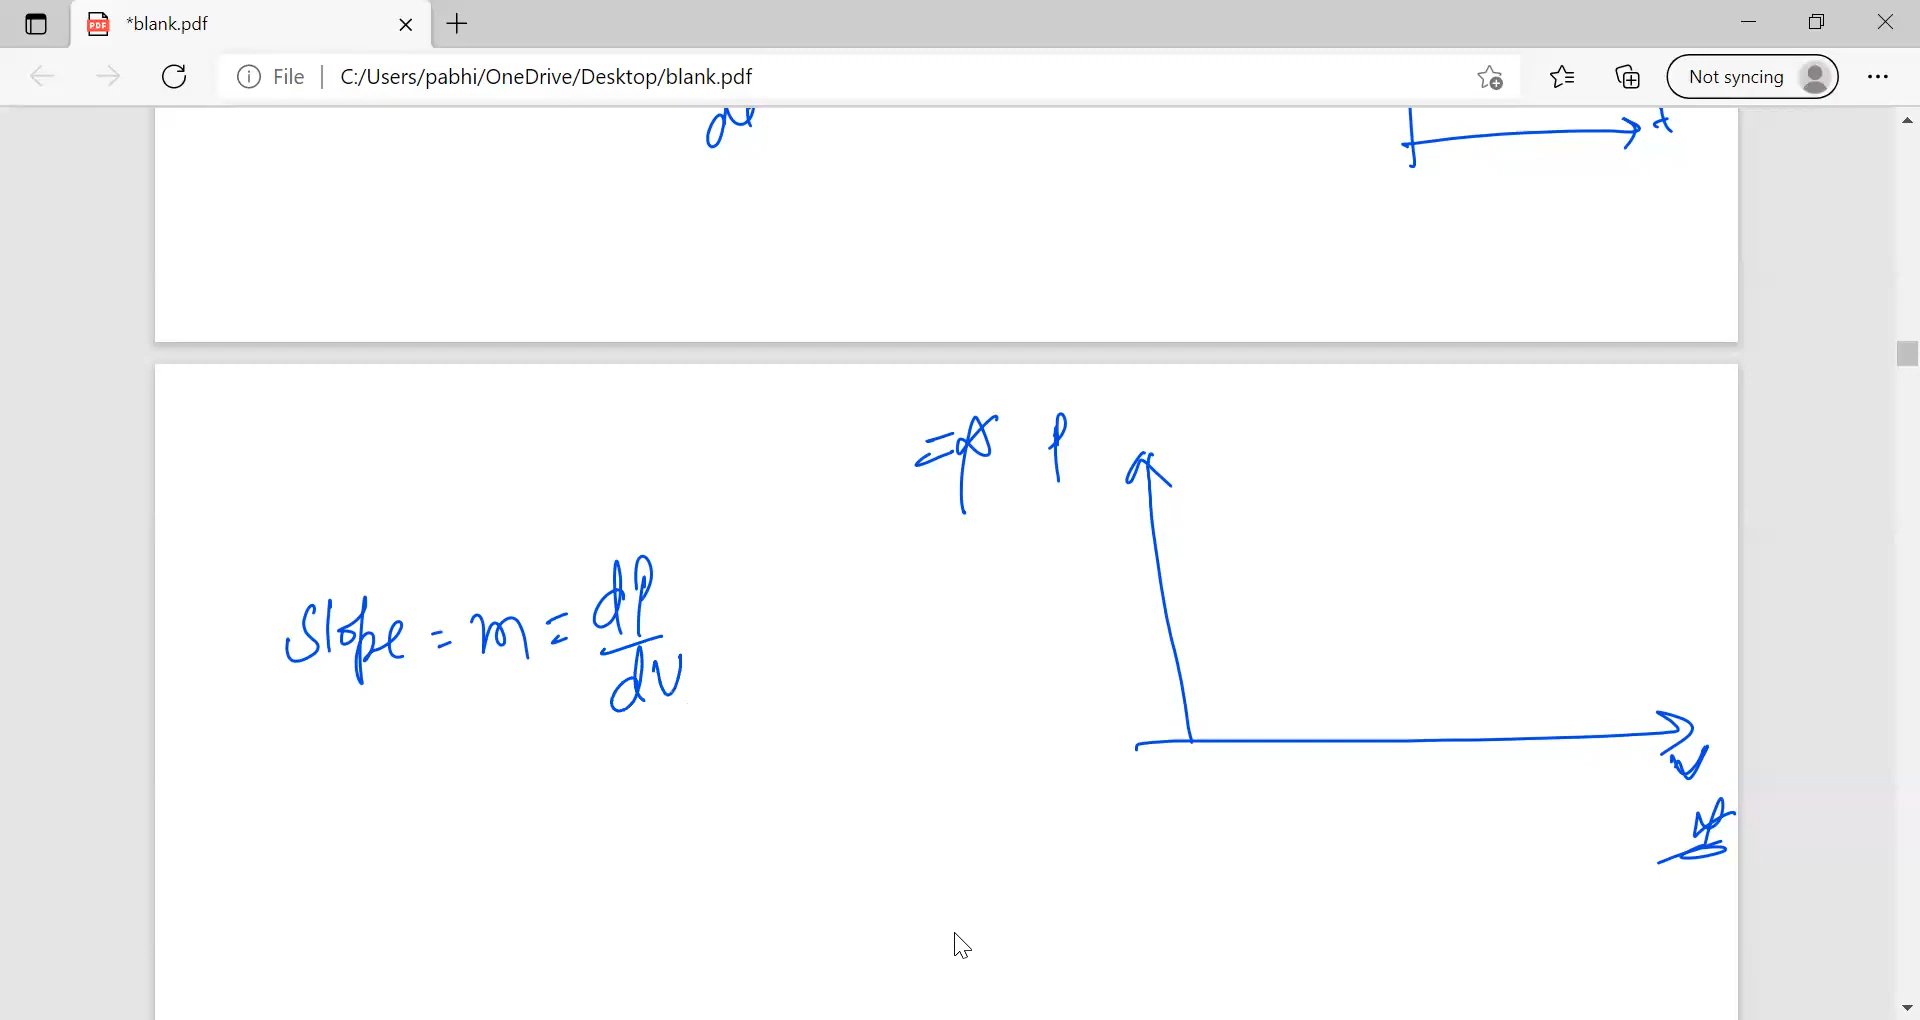 *blank.pdf
File | C:/Users/pabhi/OneDrive/Desktop/blank.pdf
Not syncing
t
P
Slope = m = dP/dV
V